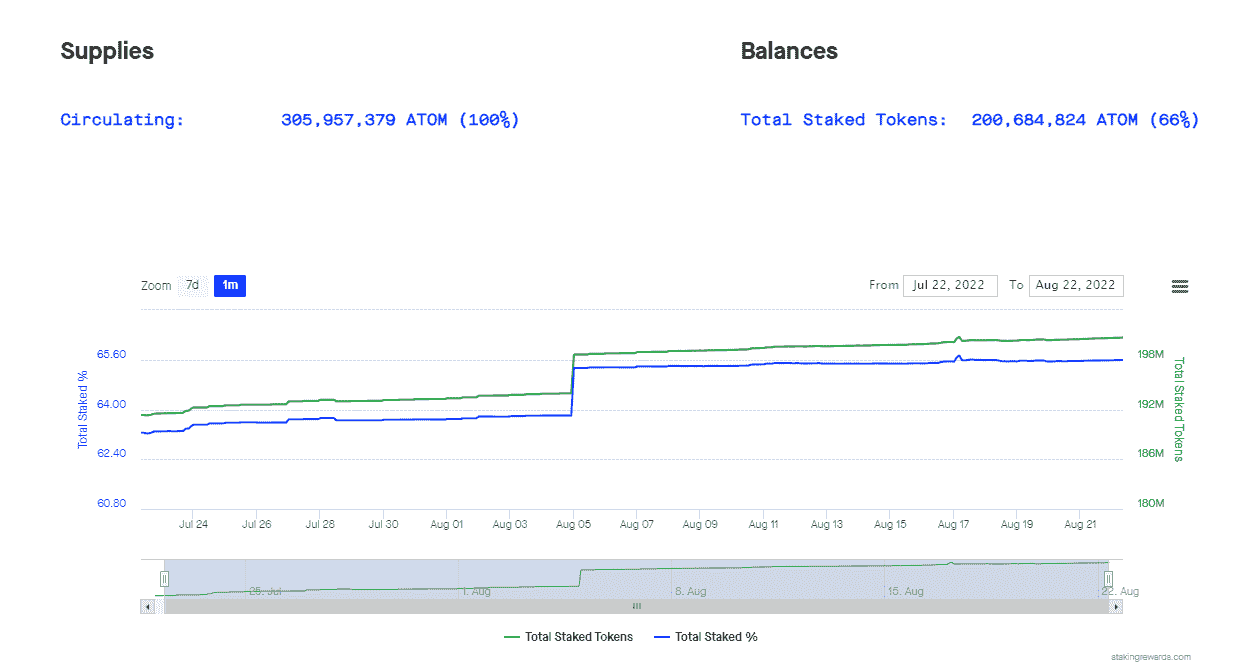 Supplies
Balances
Circulating: 305,957,379 ATOM (100%)
Total Staked Tokens: 200,684,824 ATOM (66%)
Zoom 7d 1m
From Jul 22, 2022 To Aug 22, 2022
Total Staked %
65.60
64.00
62.40
60.80
198M
192M
186M
180M
Total Staked Tokens
Jul 24 Jul 26 Jul 28 Jul 30 Aug 01 Aug 03 Aug 05 Aug 07 Aug 09 Aug 11 Aug 13 Aug 15 Aug 17 Aug 19 Aug 21
25. Jul 1. Aug 8. Aug 15. Aug 22. Aug
Total Staked Tokens Total Staked %
stakingrewards.com